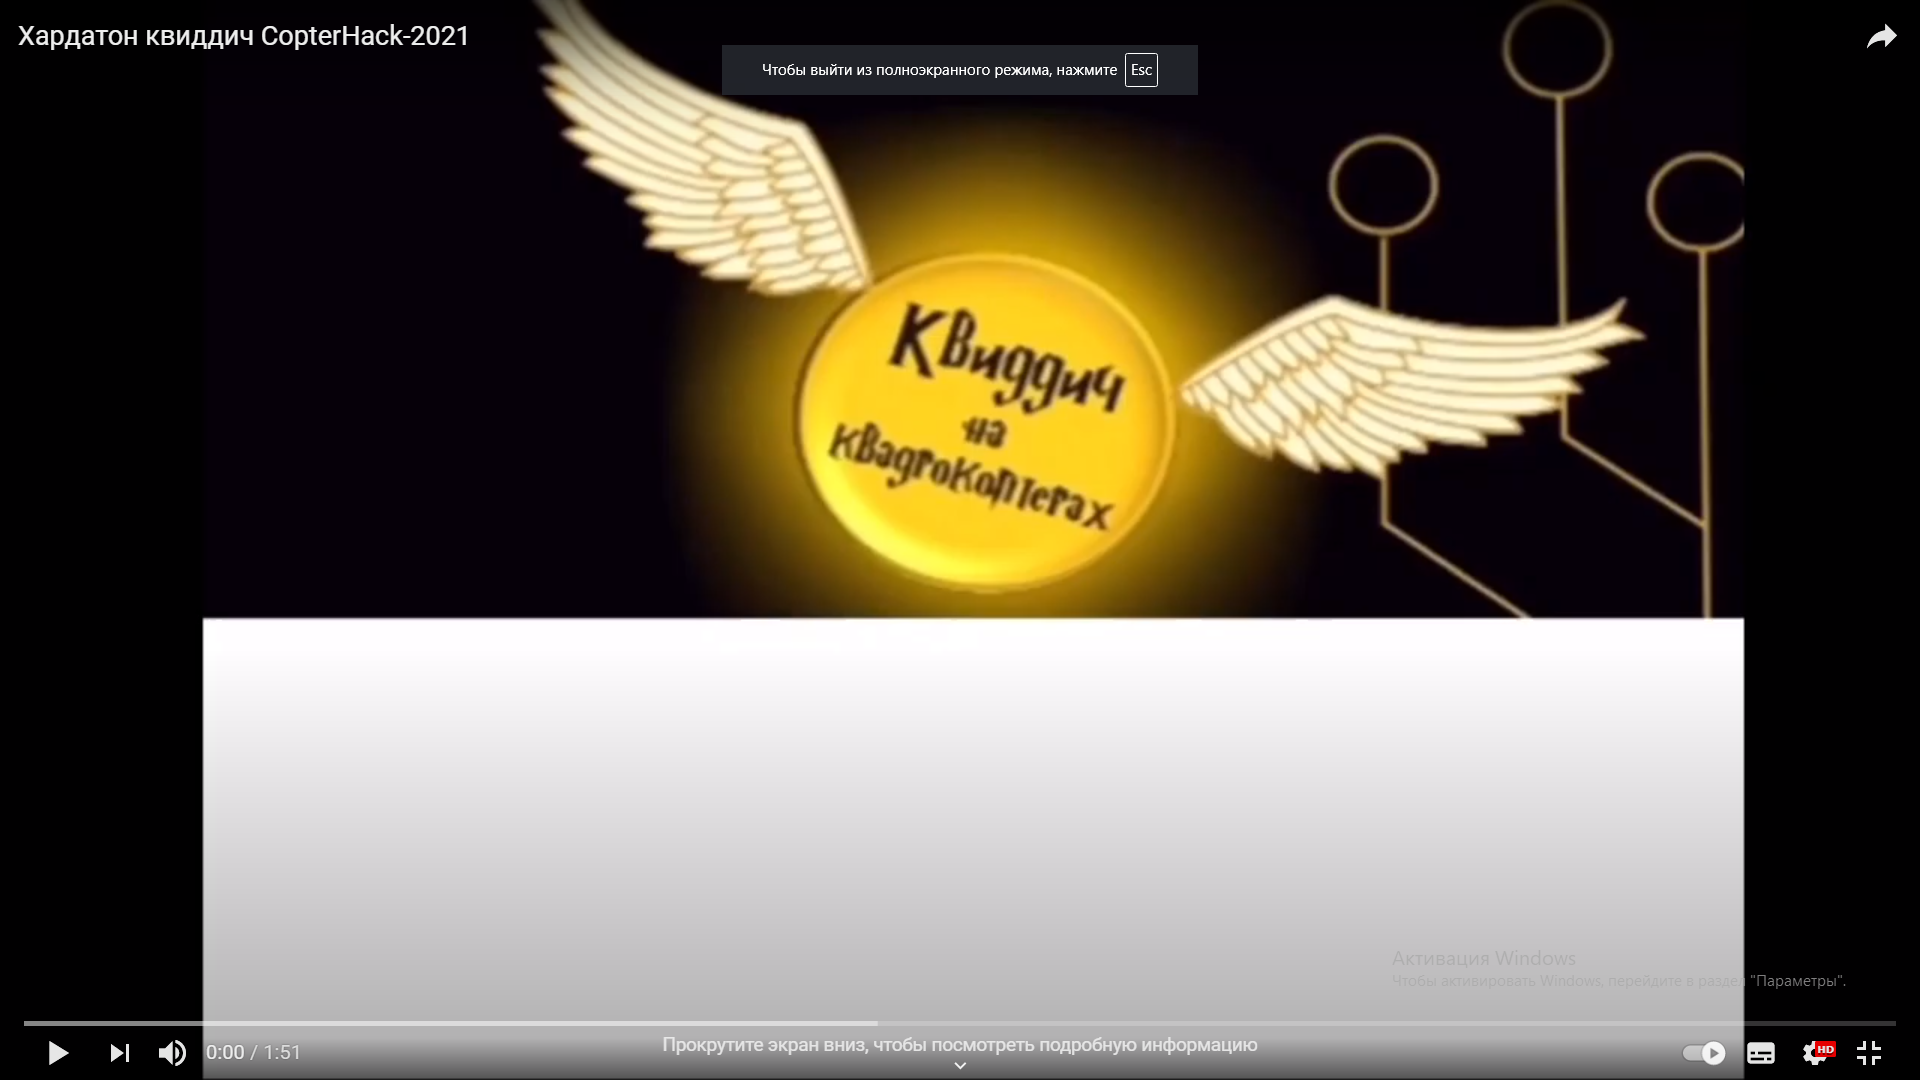 Хардатон квиддич CopterHack-2021
Чтобы выйти из полноэкранного режима, нажмите Esc
Квиддич
на
квадрокоптерах
Активация Windows
Чтобы активировать Windows, перейдите в раздел "Параметры".
0:00 / 1:51
Прокрутите экран вниз, чтобы посмотреть подробную информацию
HD